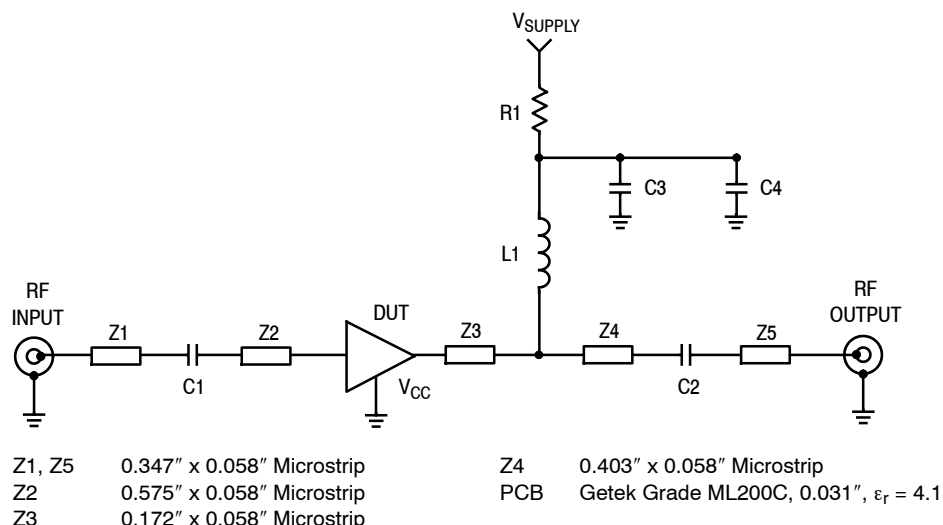 VSUPPLY
R1
C3
C4
L1
RF
INPUT
RF
OUTPUT
DUT
Z1
Z2
Z3
Z4
Z5
C1
VCC
C2
Z1, Z5 0.347″ x 0.058″ Microstrip
Z2 0.575″ x 0.058″ Microstrip
Z3 0.172″ x 0.058″ Microstrip
Z4 0.403″ x 0.058″ Microstrip
PCB Getek Grade ML200C, 0.031″, εr = 4.1